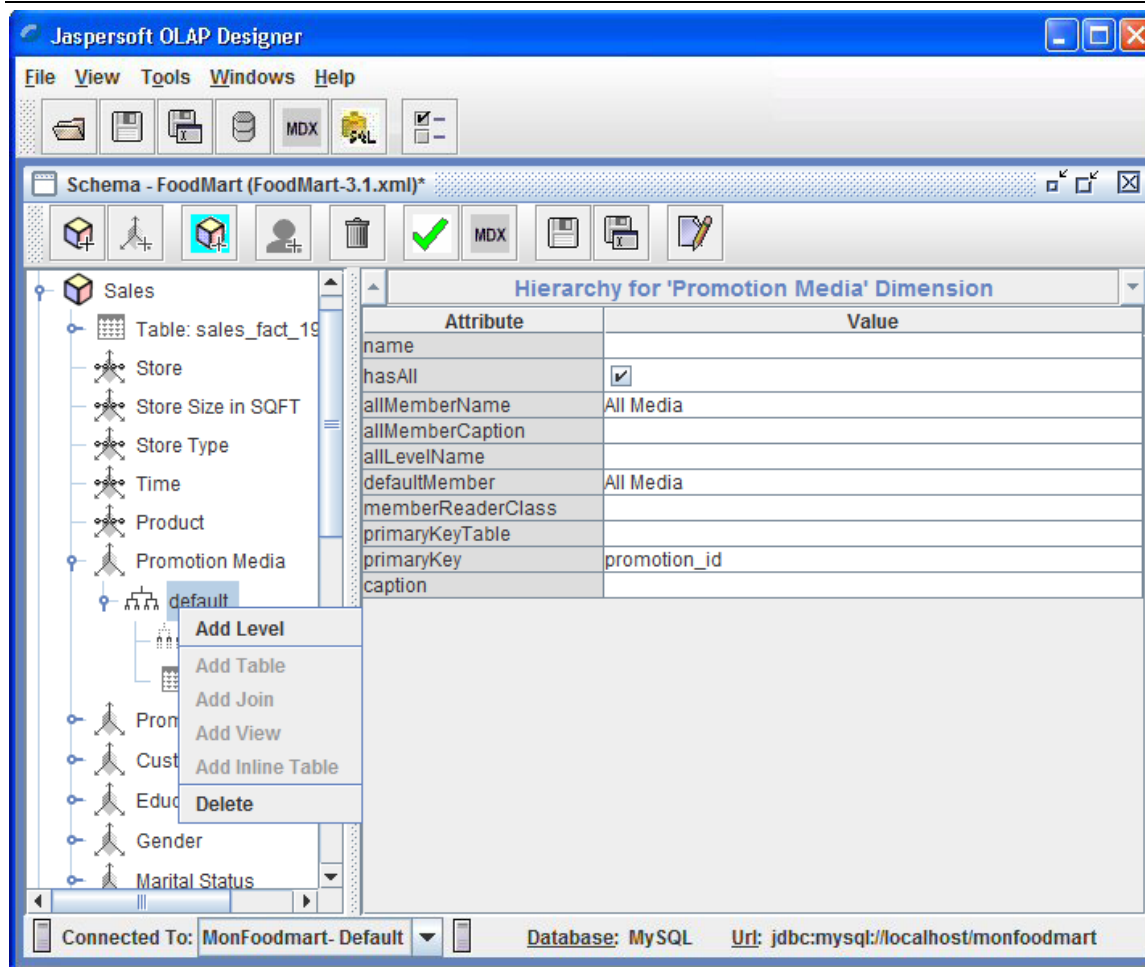 Jaspersoft OLAP Designer
File View Tools Windows Help
MDX SQL
Schema - FoodMart (FoodMart-3.1.xml)*
MDX
Sales
Table: sales_fact_19
Store
Store Size in SQFT
Store Type
Time
Product
Promotion Media
default
Add Level
Add Table
Add Join
Add View
Add Inline Table
Delete
Prom
Cust
Educ
Gender
Marital Status
Hierarchy for 'Promotion Media' Dimension
Attribute Value
name
hasAll
allMemberName All Media
allMemberCaption
allLevelName
defaultMember All Media
memberReaderClass
primaryKeyTable
primaryKey promotion_id
caption
Connected To: MonFoodmart- Default Database: MySQL Url: jdbc:mysql://localhost/monfoodmart